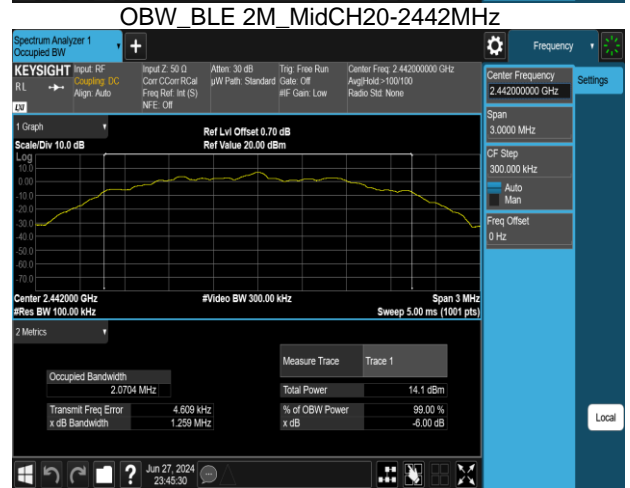 OBW_BLE 2M_MidCH20-2442MHz
Spectrum Analyzer 1
Occupied BW
Frequency
KEYSIGHT
Input: RF
Coupling: DC
Align: Auto
RL
LXI
Input Z: 50 Ω
Corr CCorr RCal
Freq Ref: Int (S)
NFE: Off
Atten: 30 dB
µW Path: Standard
Trig: Free Run
Gate: Off
#IF Gain: Low
Center Freq: 2.442000000 GHz
Avg|Hold:>100/100
Radio Std: None
Center Frequency
2.442000000 GHz
Settings
Span
3.0000 MHz
CF Step
300.000 kHz
Auto
Man
Freq Offset
0 Hz
1 Graph
Scale/Div 10.0 dB
Ref Lvl Offset 0.70 dB
Ref Value 20.00 dBm
Log
10.0
0.00
-10.0
-20.0
-30.0
-40.0
-50.0
-60.0
-70.0
Center 2.442000 GHz
#Video BW 300.00 kHz
Span 3 MHz
#Res BW 100.00 kHz
Sweep 5.00 ms (1001 pts)
2 Metrics
Measure Trace
Trace 1
Occupied Bandwidth
2.0704 MHz
Total Power
14.1 dBm
Transmit Freq Error
4.609 kHz
% of OBW Power
99.00 %
x dB Bandwidth
1.259 MHz
x dB
-6.00 dB
Local
?
Jun 27, 2024
23:45:30